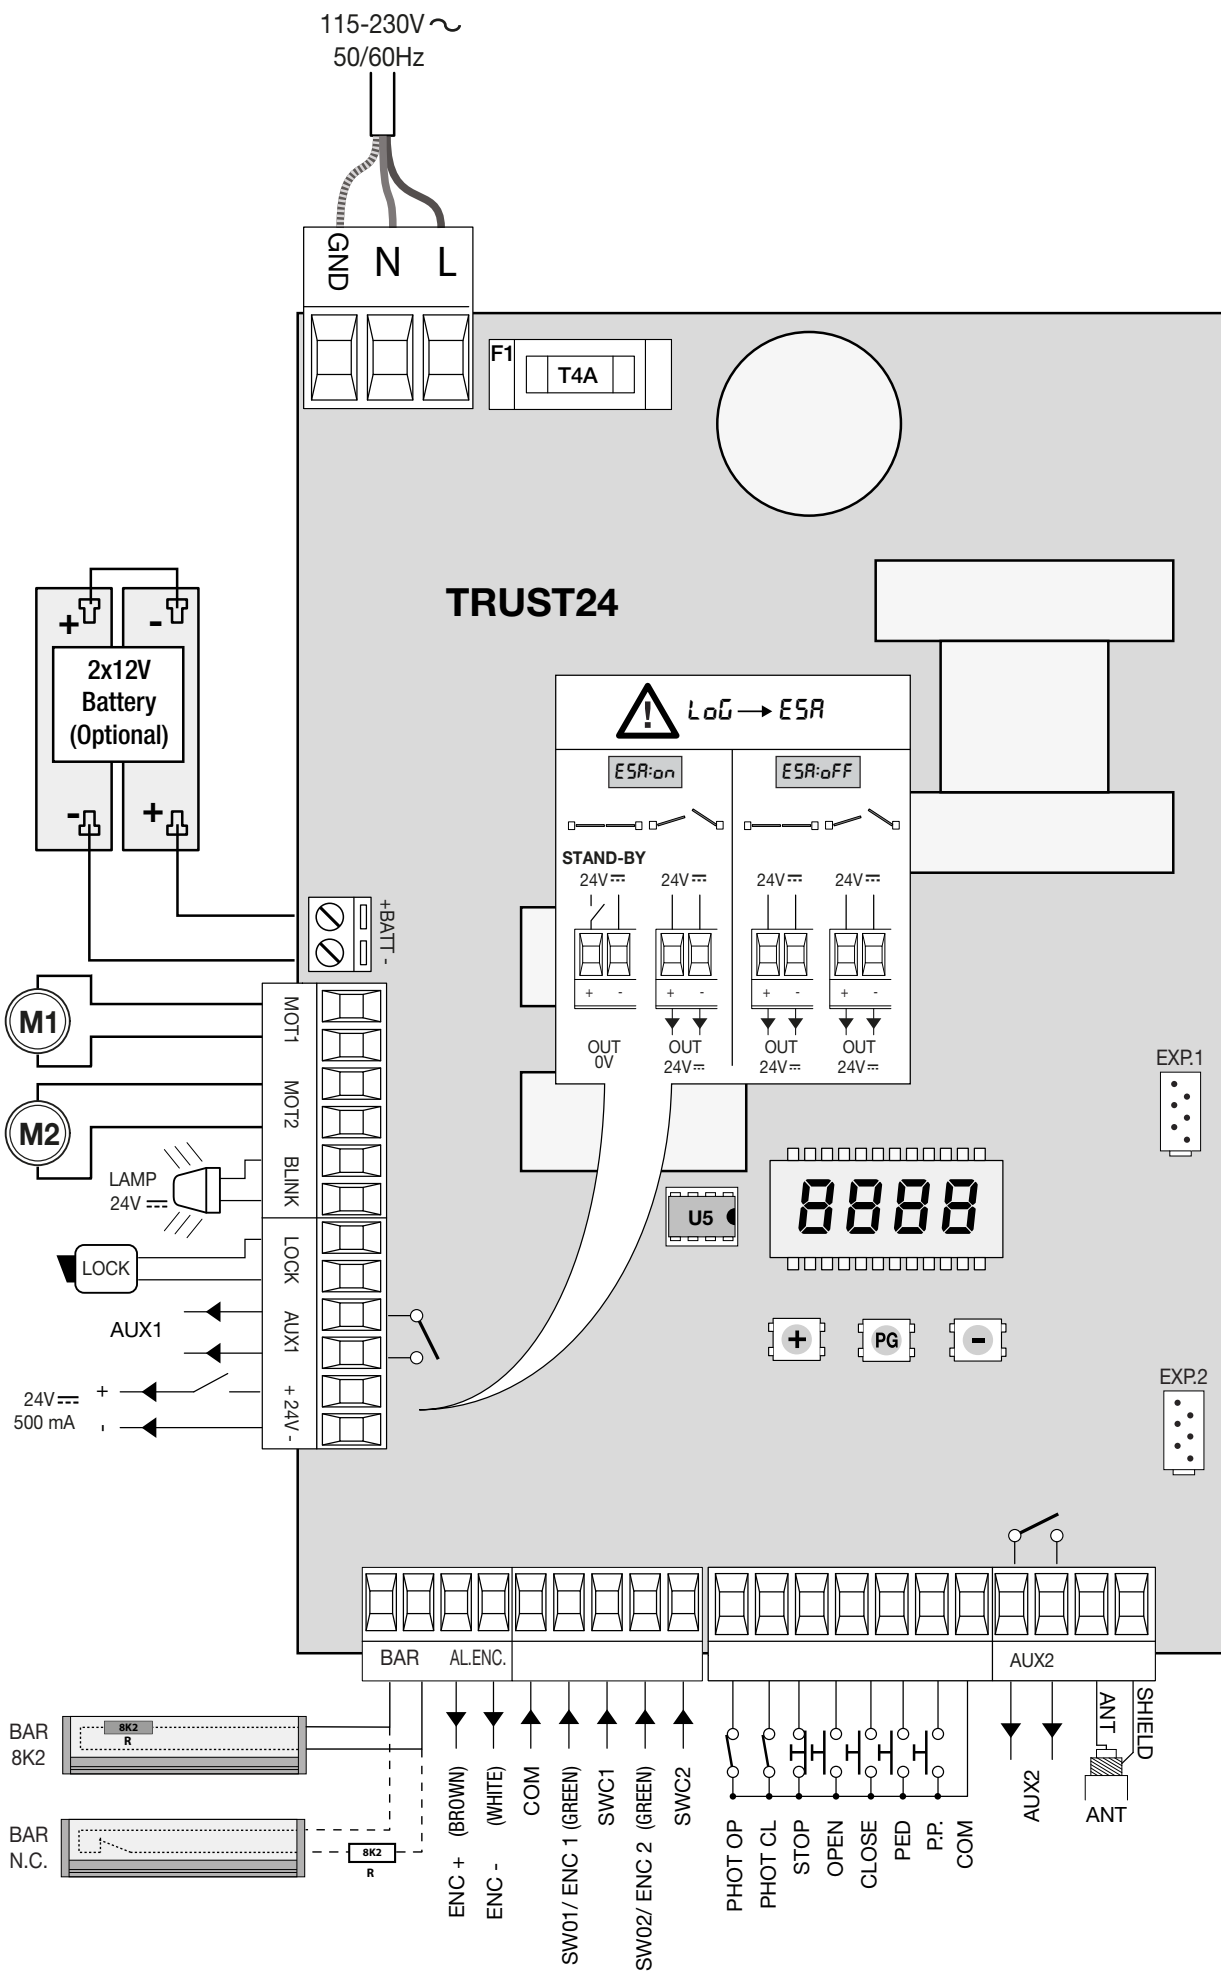 115-230V
50/60Hz
GND
N
L
F1
T4A
TRUST24
+
-
2x12V
Battery
(Optional)
-
+
LoG → ESA
ESA:on
ESA:oFF
STAND-BY
24V
24V
24V
24V
+ -
+ -
+ -
+ -
OUT
0V
OUT
24V
OUT
24V
OUT
24V
+BATT -
M1
MOT1
M2
MOT2
LAMP
24V
BLINK
LOCK
LOCK
AUX1
AUX1
24V
500 mA
+
-
+ 24V -
EXP.1
U5
8888
+
PG
-
EXP.2
BAR
AL.ENC.
AUX2
BAR
8K2
8K2
R
BAR
N.C.
8K2
R
ENC + (BROWN)
ENC - (WHITE)
COM
SW01/ ENC 1 (GREEN)
SWC1
SW02/ ENC 2 (GREEN)
SWC2
PHOT OP
PHOT CL
STOP
OPEN
CLOSE
PED
P.P.
COM
AUX2
ANT
SHIELD
ANT